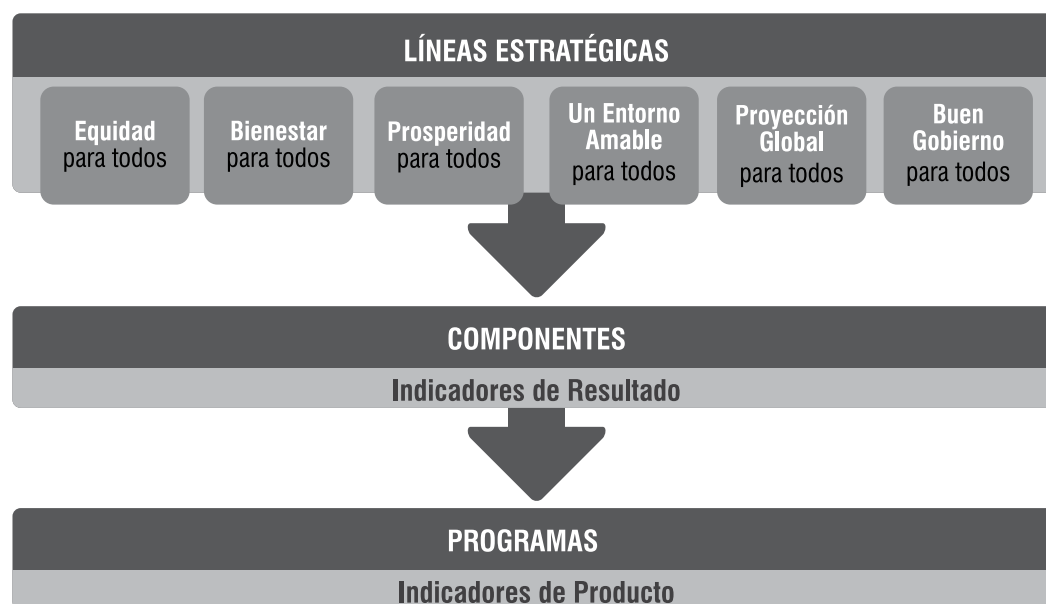 LÍNEAS ESTRATÉGICAS
Equidad
para todos
Bienestar
para todos
Prosperidad
para todos
Un Entorno
Amable
para todos
Proyección
Global
para todos
Buen
Gobierno
para todos
COMPONENTES
Indicadores de Resultado
PROGRAMAS
Indicadores de Producto